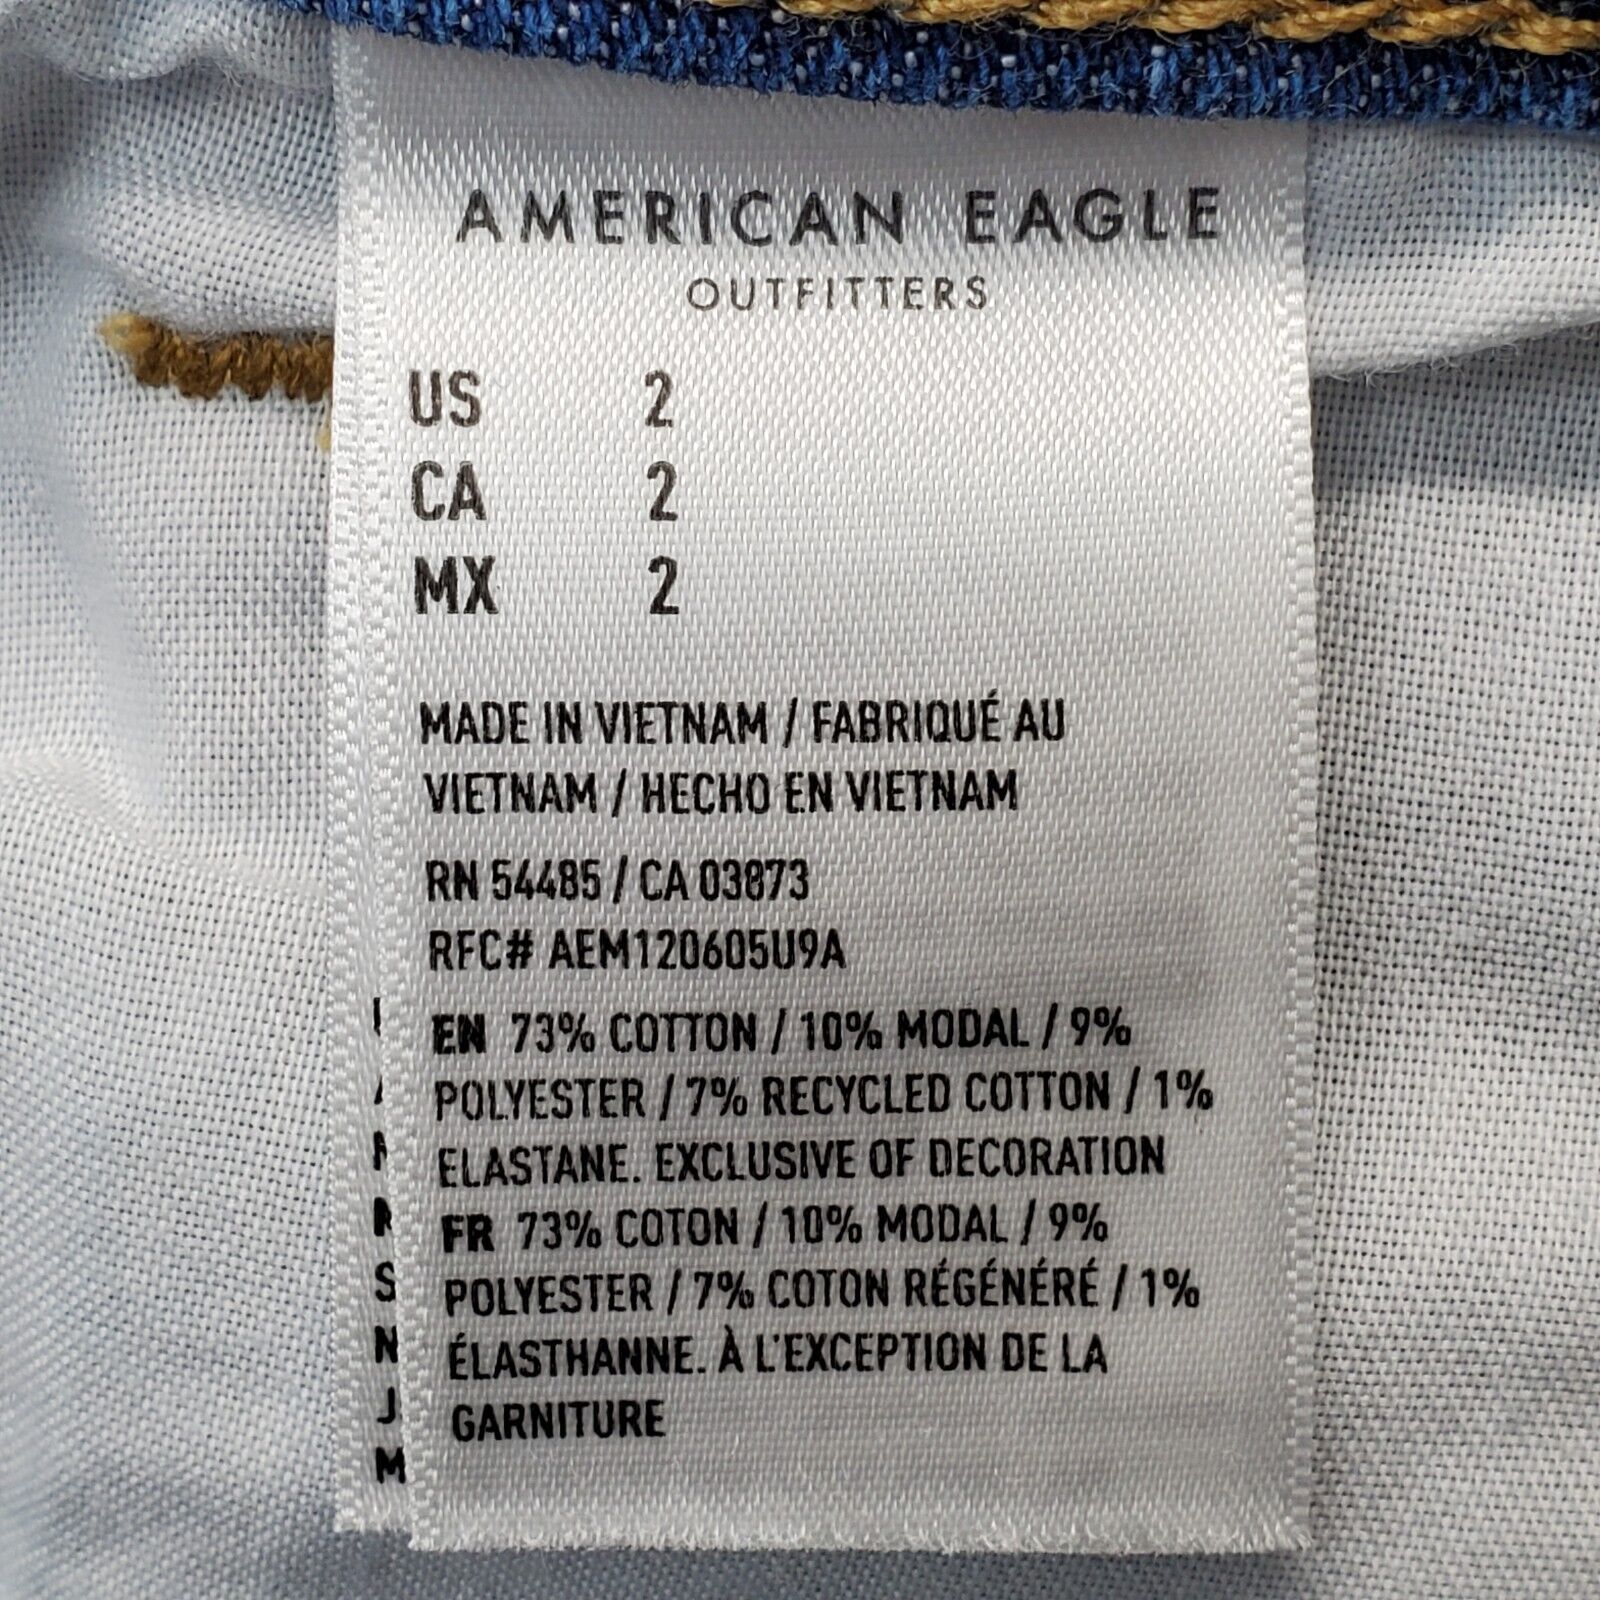 AMERICAN EAGLE
OUTFITTERS
US 2
CA 2
MX 2
MADE IN VIETNAM / FABRIQUÉ AU
VIETNAM / HECHO EN VIETNAM
RN 54485 / CA 03873
RFC# AEM120605U9A
EN 73% COTTON / 10% MODAL / 9%
POLYESTER / 7% RECYCLED COTTON / 1%
ELASTANE. EXCLUSIVE OF DECORATION
FR 73% COTON / 10% MODAL / 9%
POLYESTER / 7% COTON RÉGÉNÉRÉ / 1%
ÉLASTHANNE. À L'EXCEPTION DE LA
GARNITURE